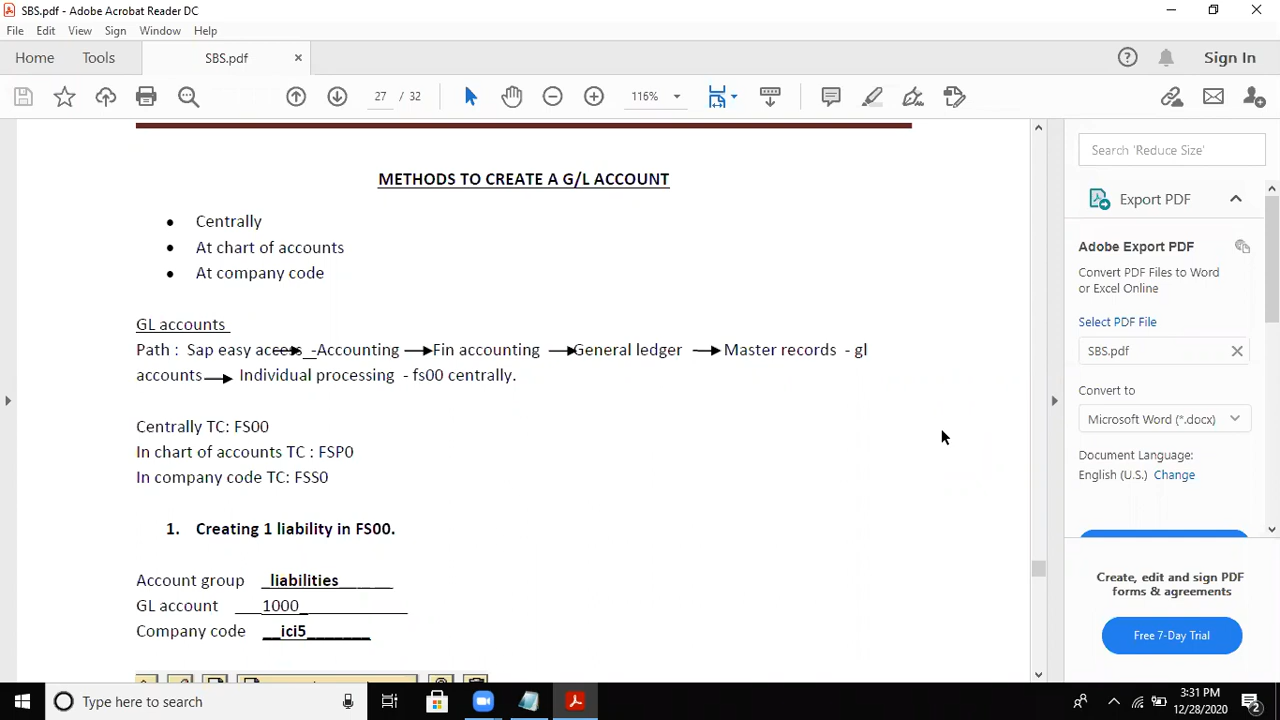 SBS.pdf - Adobe Acrobat Reader DC
File Edit View Sign Window Help
Home Tools SBS.pdf
Sign In
27 / 32 116%
METHODS TO CREATE A G/L ACCOUNT
• Centrally
• At chart of accounts
• At company code
GL accounts
Path : Sap easy access -Accounting → Fin accounting → General ledger → Master records - gl
accounts → Individual processing - fs00 centrally.
Centrally TC: FS00
In chart of accounts TC : FSP0
In company code TC: FSS0
1. Creating 1 liability in FS00.
Account group _liabilities______
GL account ___1000___________
Company code __ici5_______
Search 'Reduce Size'
Export PDF
Adobe Export PDF
Convert PDF Files to Word
or Excel Online
Select PDF File
SBS.pdf
Convert to
Microsoft Word (*.docx)
Document Language:
English (U.S.) Change
Create, edit and sign PDF
forms & agreements
Free 7-Day Trial
Type here to search
3:31 PM
12/28/2020
2